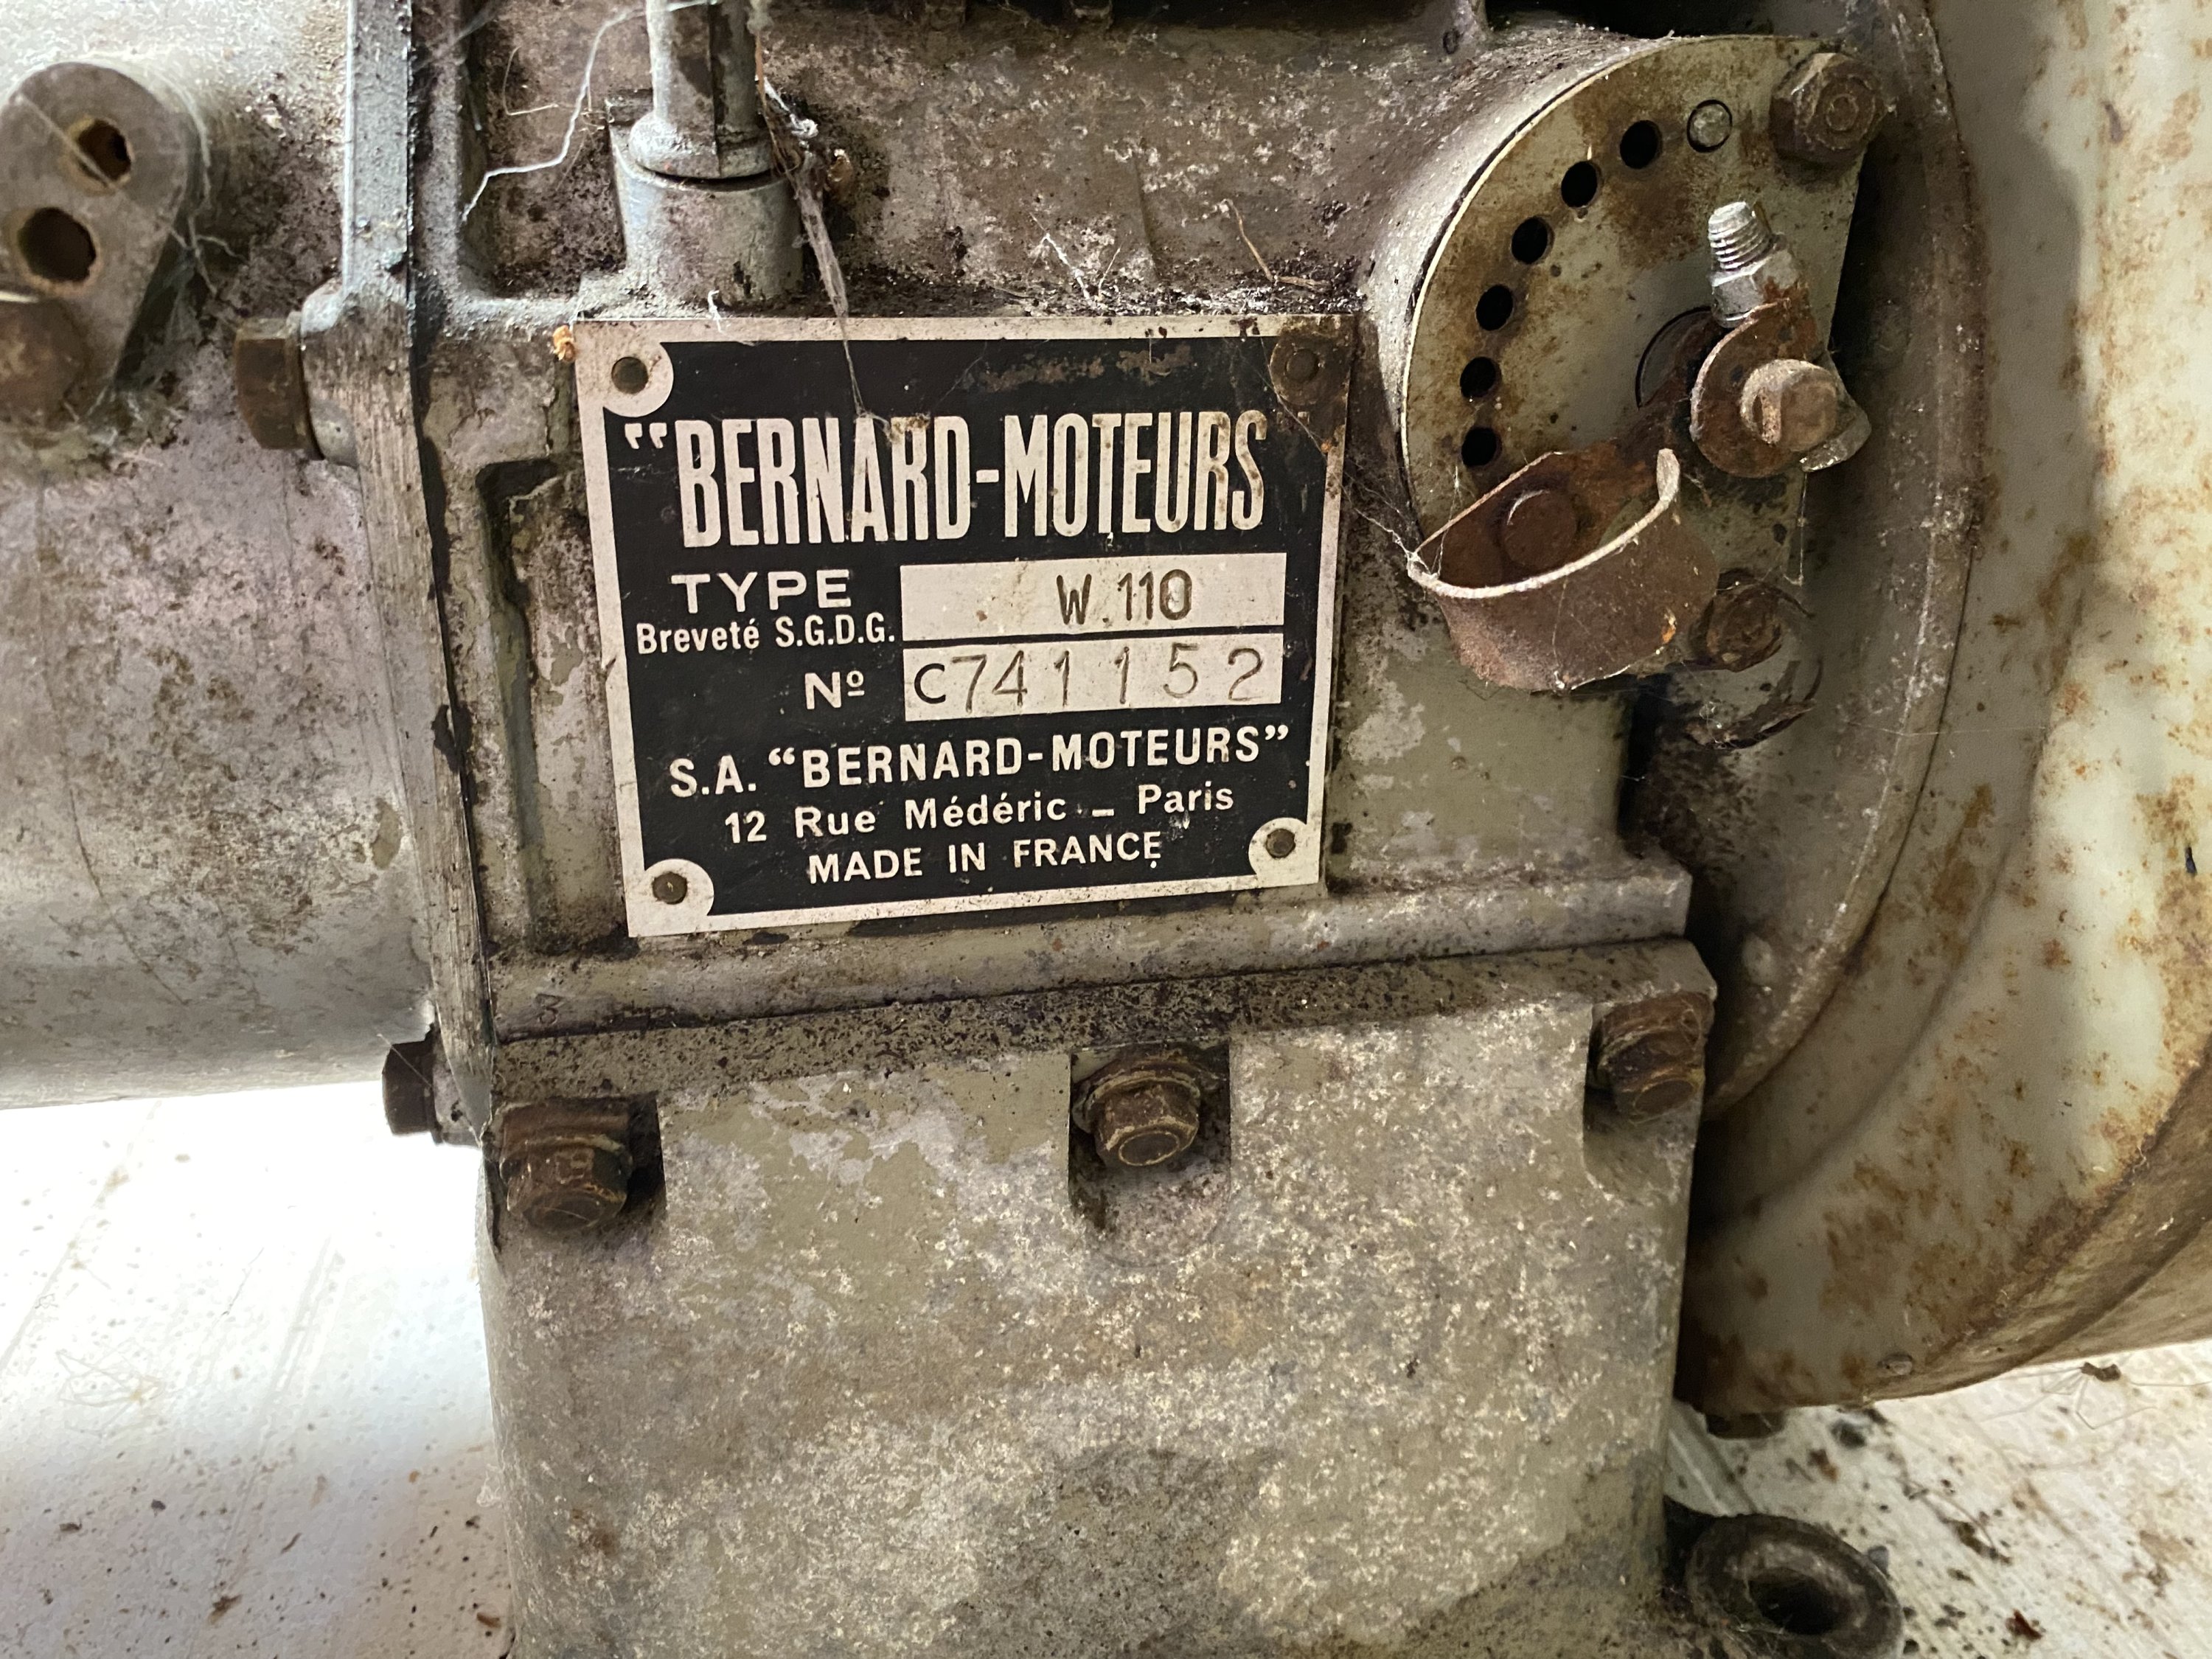 "BERNARD-MOTEURS"
TYPE W.110
Breveté S.G.D.G.
Nº C741152
S.A. "BERNARD-MOTEURS"
12 Rue Médéric - Paris
MADE IN FRANCE